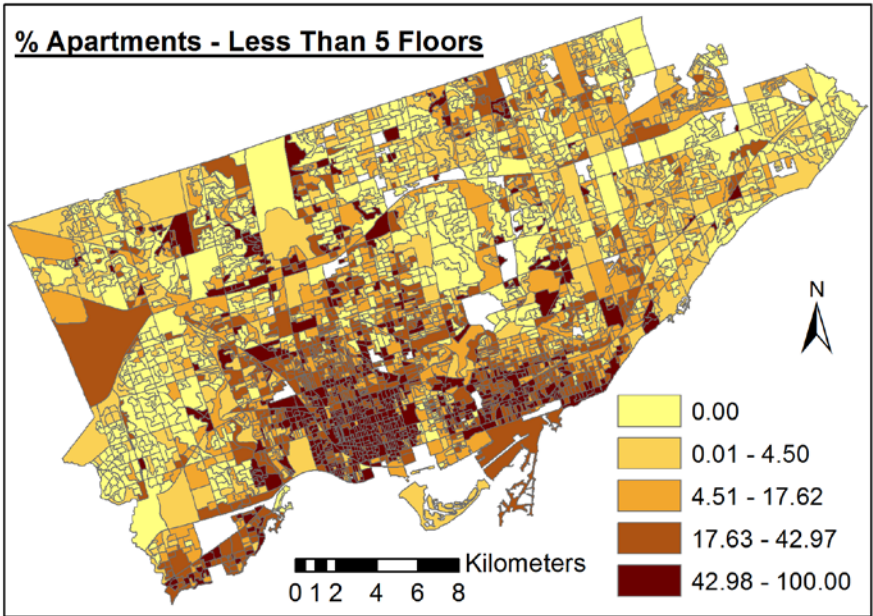 % Apartments - Less Than 5 Floors
N
0.00
0.01 - 4.50
4.51 - 17.62
17.63 - 42.97
42.98 - 100.00
Kilometers
0 1 2 4 6 8